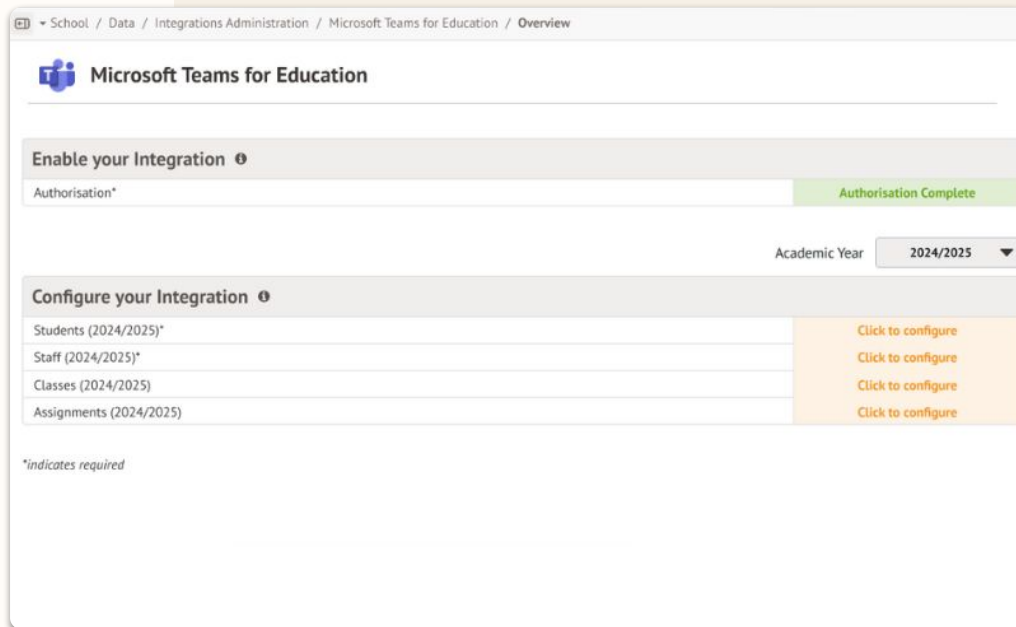 School / Data / Integrations Administration / Microsoft Teams for Education / Overview
Microsoft Teams for Education
Enable your Integration
Authorisation* Authorisation Complete
Academic Year 2024/2025
Configure your Integration
Students (2024/2025)* Click to configure
Staff (2024/2025)* Click to configure
Classes (2024/2025) Click to configure
Assignments (2024/2025) Click to configure
*indicates required